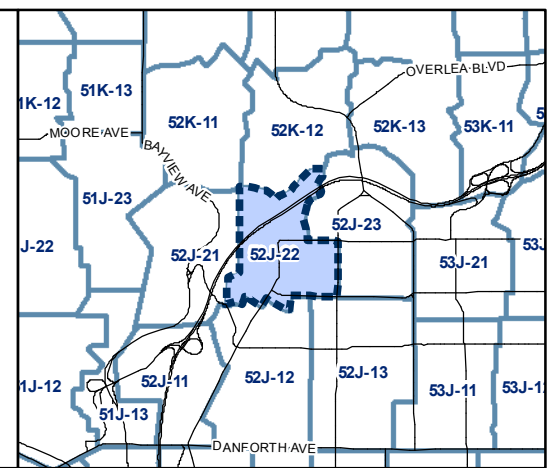 OVERLEA BLVD
51K-13
1K-12
52K-11
52K-12
52K-13
53K-11
5
MOORE AVE
BAYVIEW AVE
51J-23
52J-23
J-22
52J-21
52J-22
53J-21
53J
1J-12
52J-11
52J-12
52J-13
53J-11
53J-1
51J-13
DANFORTH AVE